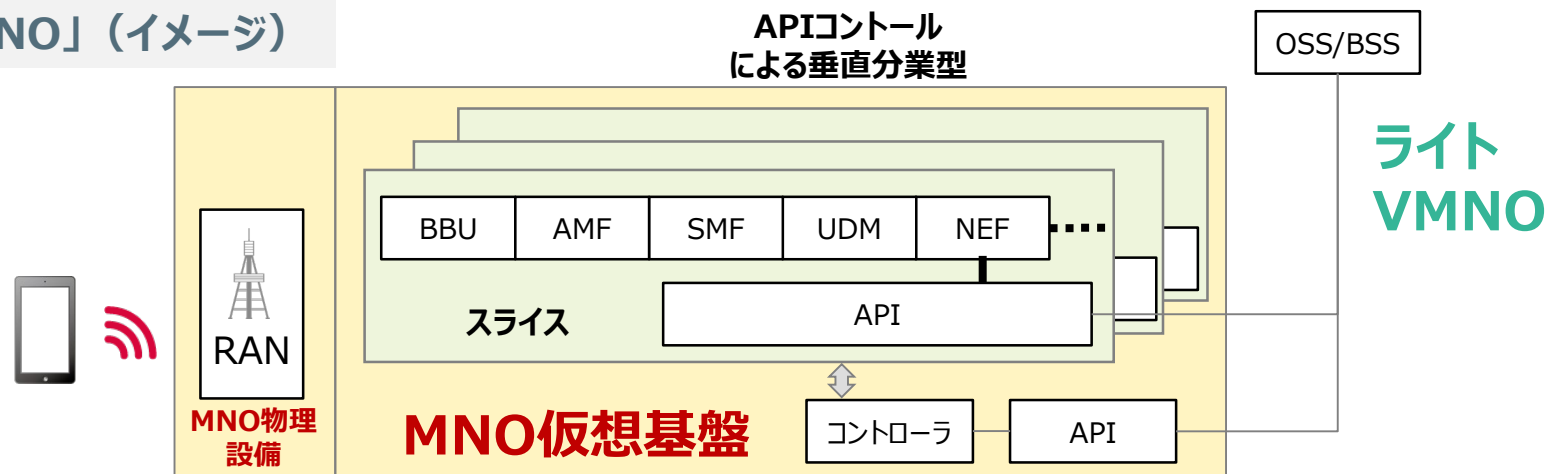 NO」（イメージ）
APIコントール
による垂直分業型
OSS/BSS
ライト
VMNO
BBU AMF SMF UDM NEF
スライス
API
RAN
MNO物理
設備
MNO仮想基盤
コントローラ
API